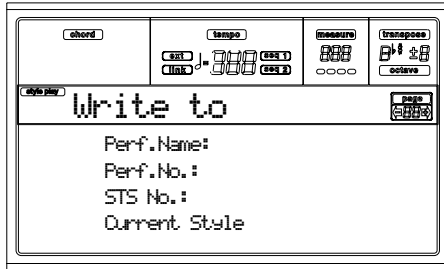 chord tempo measure transpose
ext seq 1
link seq 2
octave
style play
page
Write to
Perf.Name:
Perf.No.:
STS No.:
Current Style